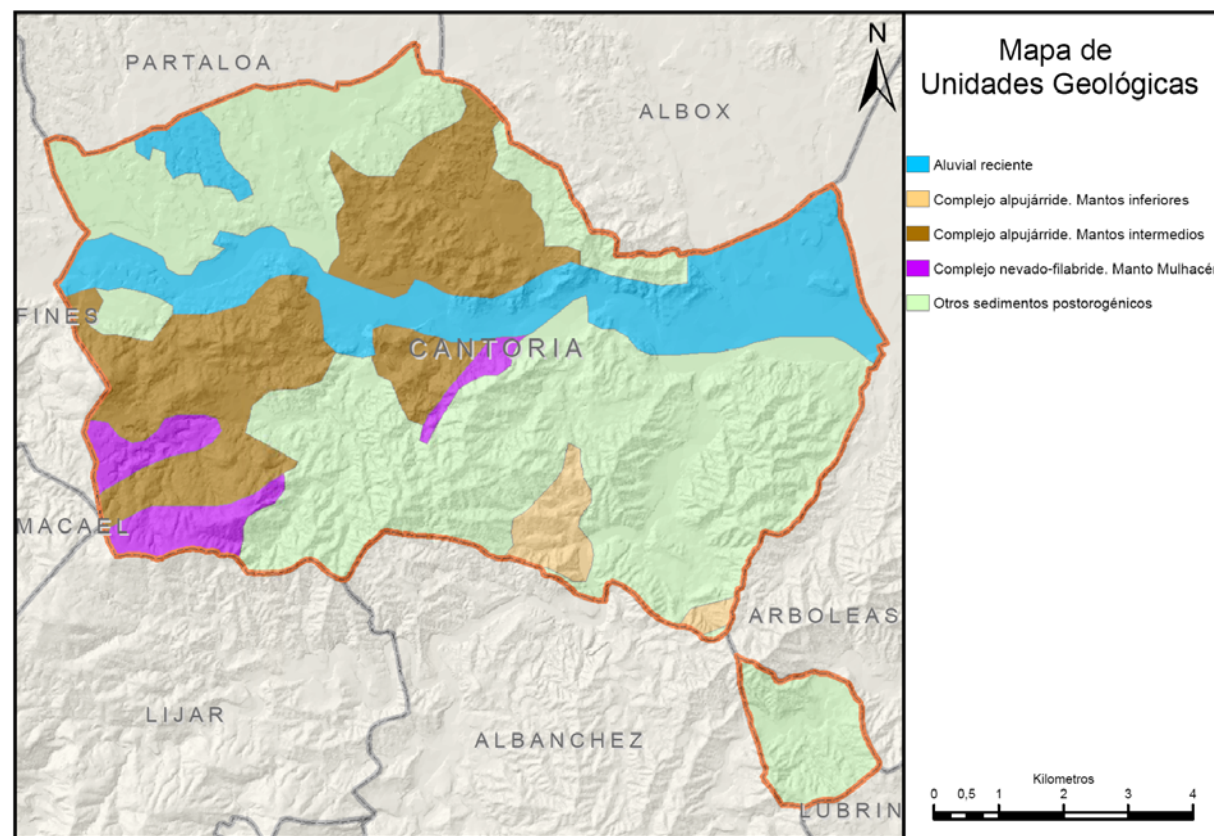 Mapa de
Unidades Geológicas
N
PARTALOA
ALBOX
FINES
CANTORIA
MACAEL
ARBOLEAS
LIJAR
ALBANCHEZ
LUBRIN
Aluvial reciente
Complejo alpujárride. Mantos inferiores
Complejo alpujárride. Mantos intermedios
Complejo nevado-filabride. Manto Mulhacén
Otros sedimentos postorogénicos
Kilometros
0 0,5 1 2 3 4